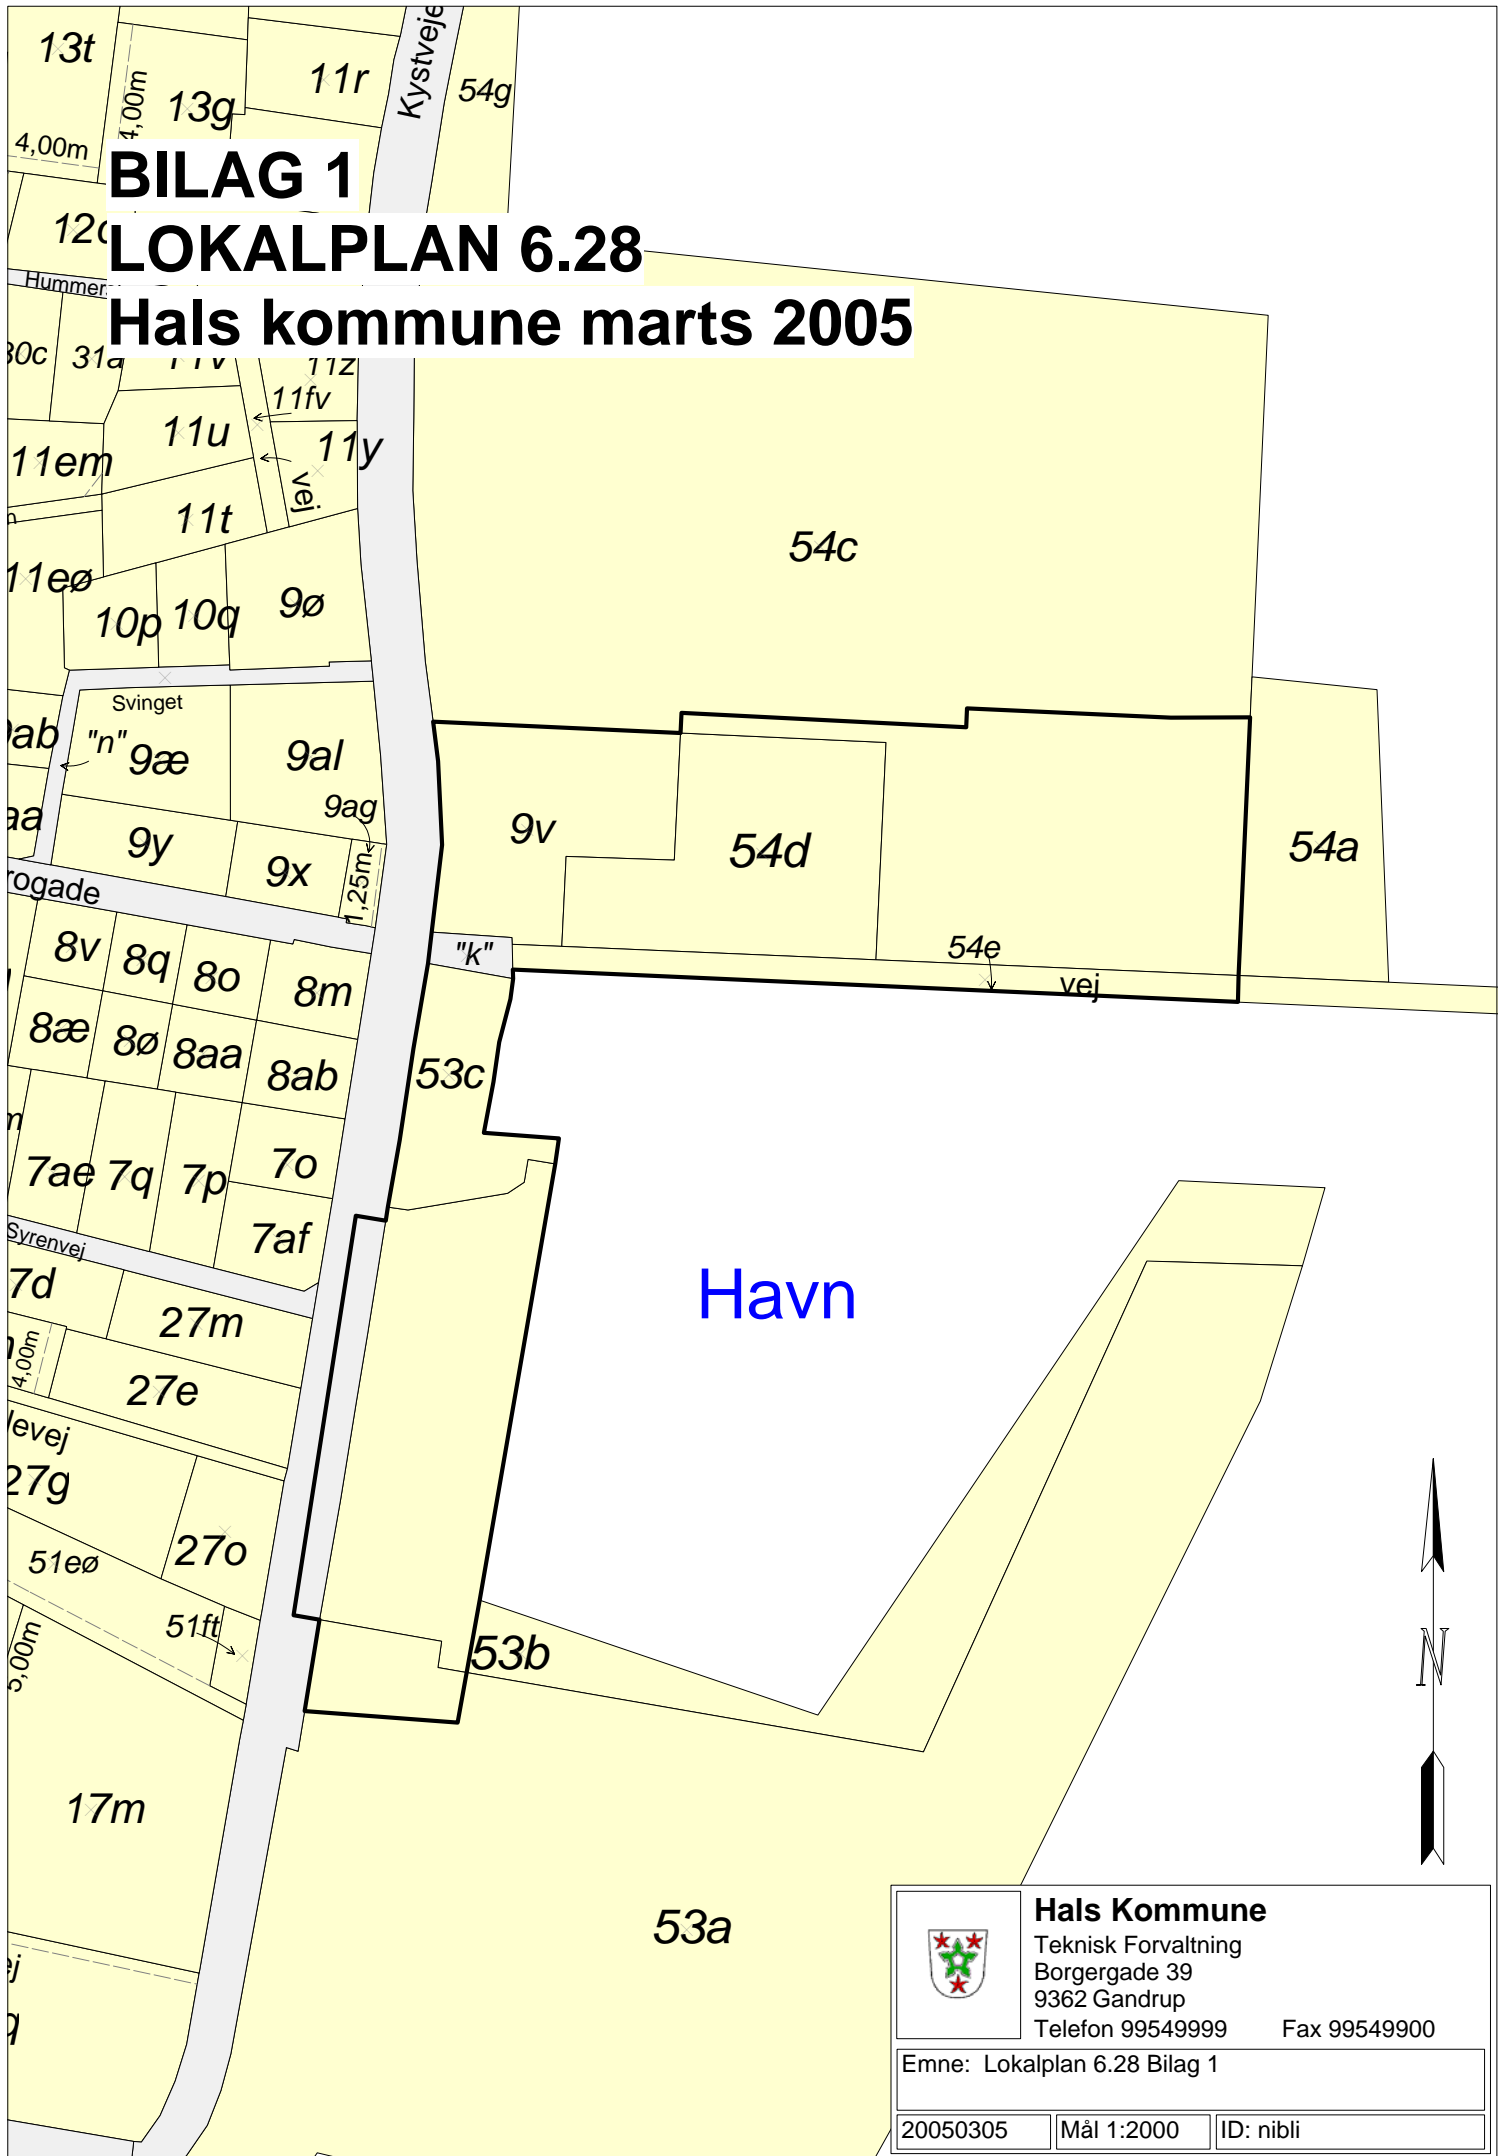 13t
13g
11r
54g
4,00m
4,00m
BILAG 1
LOKALPLAN 6.28
Hals kommune marts 2005
31a
11z
11fv
11u
11y
11em
vej
11t
54c
11eø
10p
10q
9ø
Svinget
"n"
9æ
9al
9ag
9v
54d
54a
9y
9x
1,25m
"k"
54e
vej
8v
8q
8o
8m
8æ
8ø
8aa
8ab
53c
7ae
7q
7p
7o
7af
Syrenvej
7d
27m
Havn
4,00m
27e
27g
27o
51eø
51ft
5,00m
53b
N
17m
53a
Hals Kommune
Teknisk Forvaltning
Borgergade 39
9362 Gandrup
Telefon 99549999 Fax 99549900
Emne: Lokalplan 6.28 Bilag 1
20050305 Mål 1:2000 ID: nibli